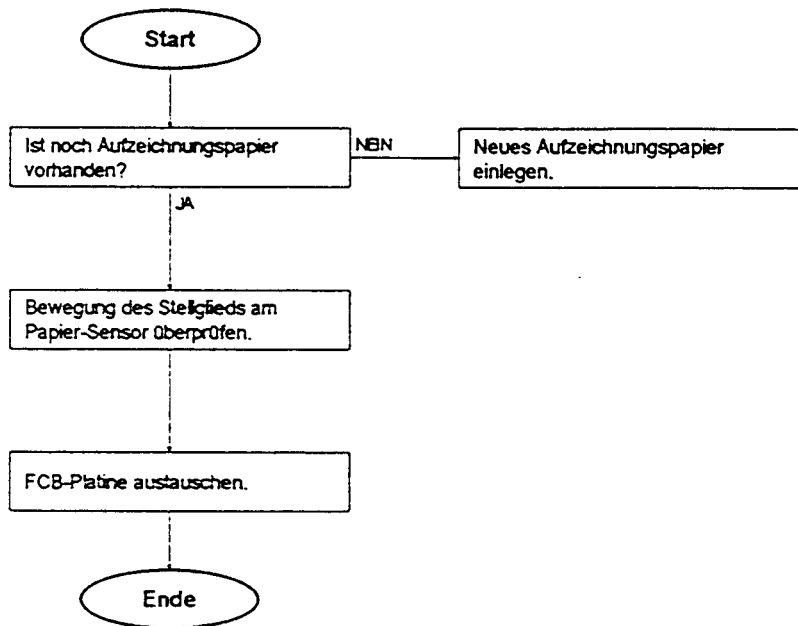 Start
Ist noch Aufzeichnungspapier
vorhanden?
NEIN
Neues Aufzeichnungspapier
einlegen.
JA
Bewegung des Stellglieds am
Papier-Sensor überprüfen.
FCB-Platine austauschen.
Ende